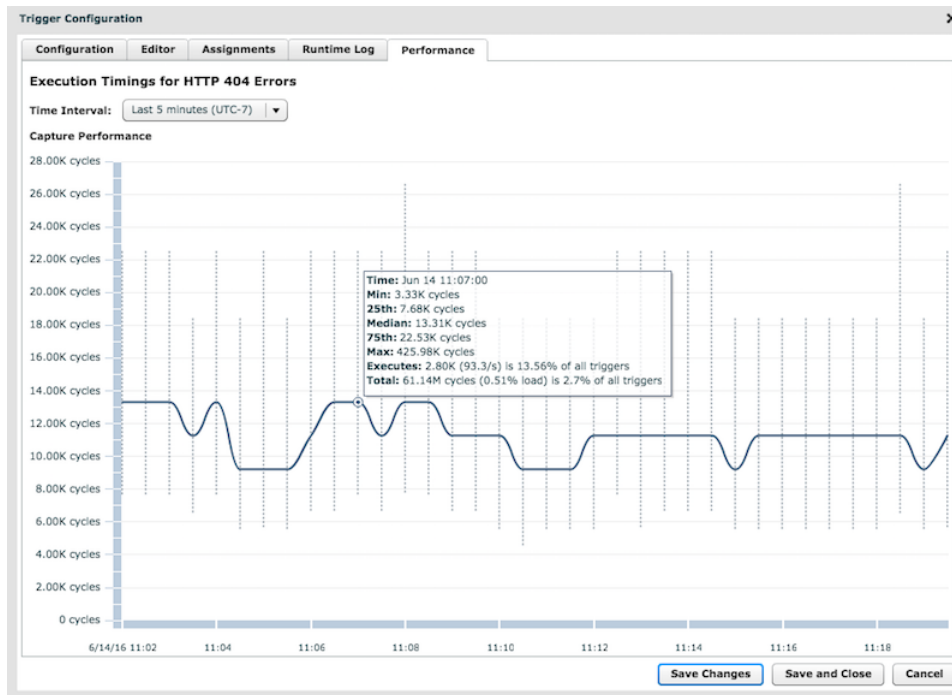 Trigger Configuration
Configuration Editor Assignments Runtime Log Performance
Execution Timings for HTTP 404 Errors
Time Interval: Last 5 minutes (UTC-7)
Capture Performance
28.00K cycles
26.00K cycles
24.00K cycles
22.00K cycles
20.00K cycles
18.00K cycles
16.00K cycles
14.00K cycles
12.00K cycles
10.00K cycles
8.00K cycles
6.00K cycles
4.00K cycles
2.00K cycles
0 cycles
Time: Jun 14 11:07:00
Min: 3.33K cycles
25th: 7.68K cycles
Median: 13.31K cycles
75th: 22.53K cycles
Max: 425.98K cycles
Executes: 2.80K (93.3/s) is 13.56% of all triggers
Total: 61.14M cycles (0.51% load) is 2.7% of all triggers
6/14/16 11:02 11:04 11:06 11:08 11:10 11:12 11:14 11:16 11:18
Save Changes Save and Close Cancel